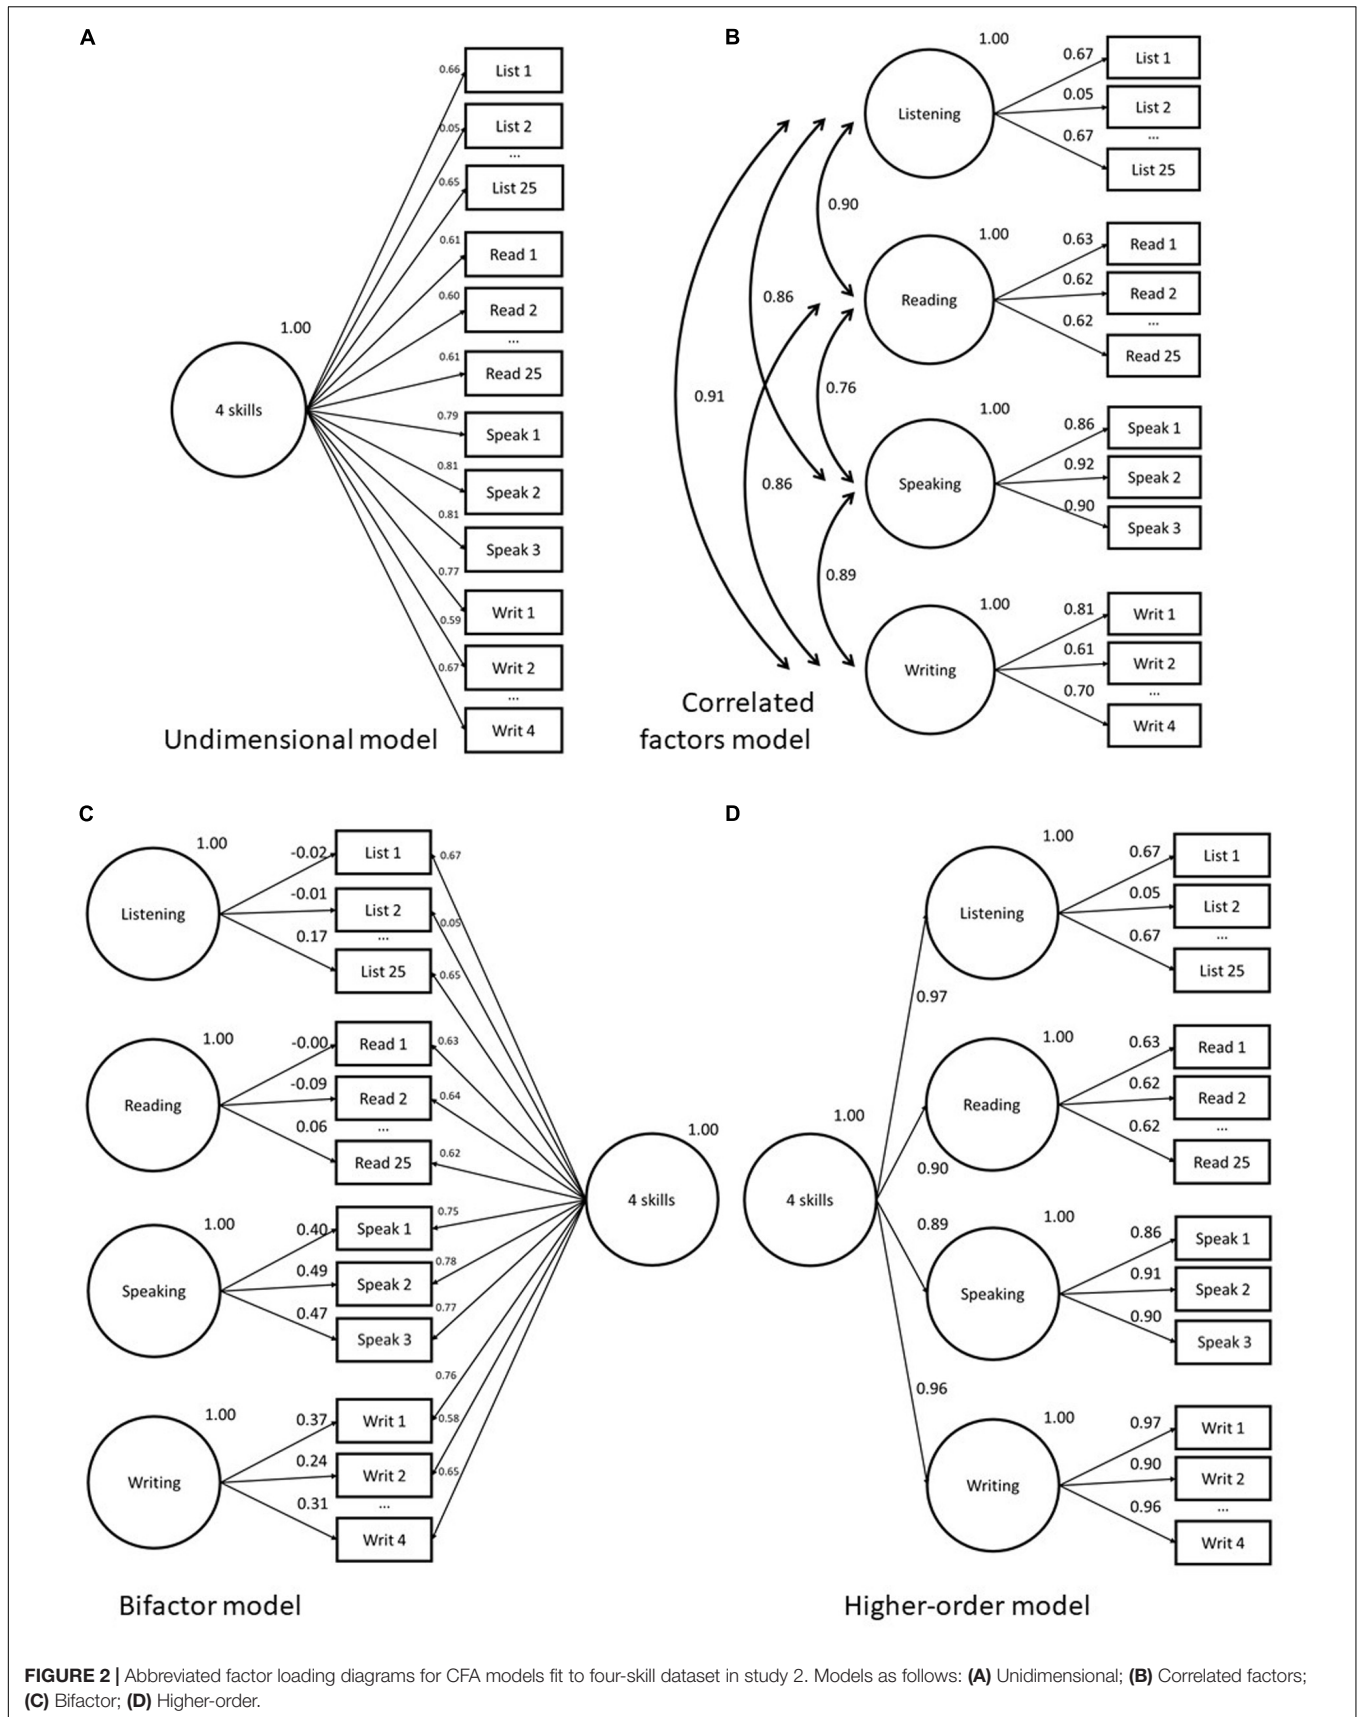 A
0.66
List 1
0.05
List 2
...
0.65
List 25
0.61
Read 1
0.60
Read 2
...
0.61
Read 25
1.00
4 skills
0.79
Speak 1
0.81
Speak 2
0.81
Speak 3
0.77
Writ 1
0.59
Writ 2
0.67
...
Writ 4
Undimensional model
B
1.00
Listening
0.67
List 1
0.05
List 2
...
0.67
List 25
0.90
1.00
Reading
0.63
Read 1
0.62
Read 2
...
0.62
Read 25
0.86
0.76
0.91
1.00
Speaking
0.86
Speak 1
0.92
Speak 2
0.90
Speak 3
0.86
0.89
1.00
Writing
0.81
Writ 1
0.61
Writ 2
...
0.70
Writ 4
Correlated
factors model
C
1.00
Listening
-0.02
List 1
0.67
-0.01
List 2
0.05
...
0.17
List 25
0.65
1.00
Reading
-0.00
Read 1
0.63
-0.09
Read 2
0.64
...
0.06
Read 25
0.62
1.00
4 skills
1.00
Speaking
0.40
Speak 1
0.75
0.49
Speak 2
0.78
0.47
Speak 3
0.77
1.00
Writing
0.37
Writ 1
0.76
0.24
Writ 2
0.58
...
0.31
Writ 4
0.65
Bifactor model
D
1.00
4 skills
0.97
0.90
0.89
0.96
1.00
Listening
0.67
List 1
0.05
List 2
...
0.67
List 25
1.00
Reading
0.63
Read 1
0.62
Read 2
...
0.62
Read 25
1.00
Speaking
0.86
Speak 1
0.91
Speak 2
0.90
Speak 3
1.00
Writing
0.97
Writ 1
0.90
Writ 2
...
0.96
Writ 4
Higher-order model
FIGURE 2 | Abbreviated factor loading diagrams for CFA models fit to four-skill dataset in study 2. Models as follows: (A) Unidimensional; (B) Correlated factors;
(C) Bifactor; (D) Higher-order.